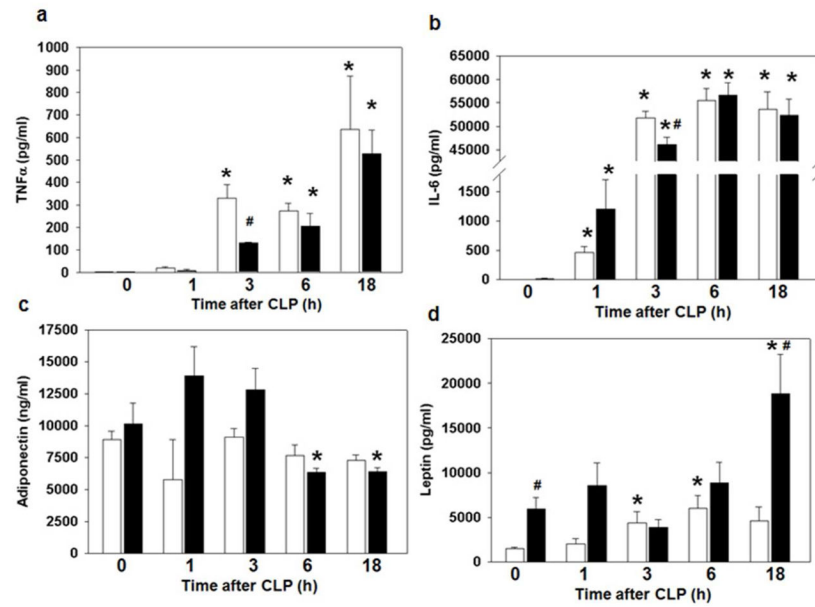 a
1000
900
800
700
600
500
400
300
200
100
0
TNFα (pg/ml)
* * * * *
#
0 1 3 6 18
Time after CLP (h)
b
65000
60000
55000
50000
45000
1500
1000
500
0
IL-6 (pg/ml)
* * * *# * * * *
0 1 3 6 18
Time after CLP (h)
c
17500
15000
12500
10000
7500
5000
2500
0
Adiponectin (ng/ml)
* *
0 1 3 6 18
Time after CLP (h)
d
25000
20000
15000
10000
5000
0
Leptin (pg/ml)
# * * * #
0 1 3 6 18
Time after CLP (h)